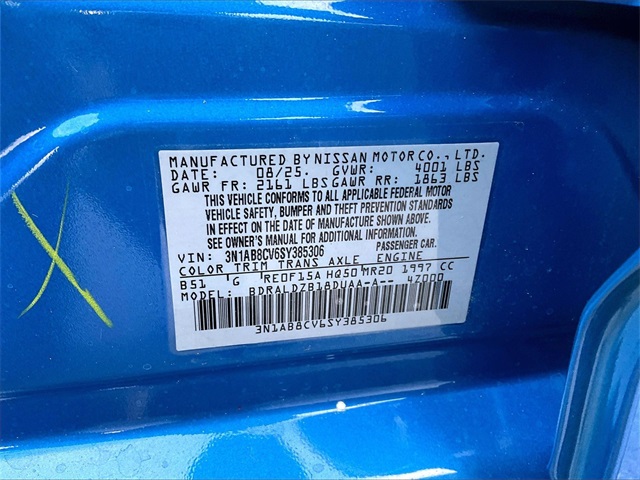 MANUFACTURED BY NISSAN MOTOR CO., LTD.
DATE: 08/25. GVWR: 4001 LBS
GAWR FR: 2161 LBS GAWR RR: 1863 LBS
THIS VEHICLE CONFORMS TO ALL APPLICABLE FEDERAL MOTOR
VEHICLE SAFETY, BUMPER AND THEFT PREVENTION STANDARDS
IN EFFECT ON THE DATE OF MANUFACTURE SHOWN ABOVE.
SEE OWNER'S MANUAL FOR ADDITIONAL INFORMATION
VIN: 3N1AB8CV6SY385306 PASSENGER CAR.
COLOR TRIM TRANS AXLE ENGINE
B51 G RE0F15A HQ50 MR20 1997 CC
MODEL: BDRALDZB18DUAA-A-- 4Z000
3N1AB8CV6SY385306